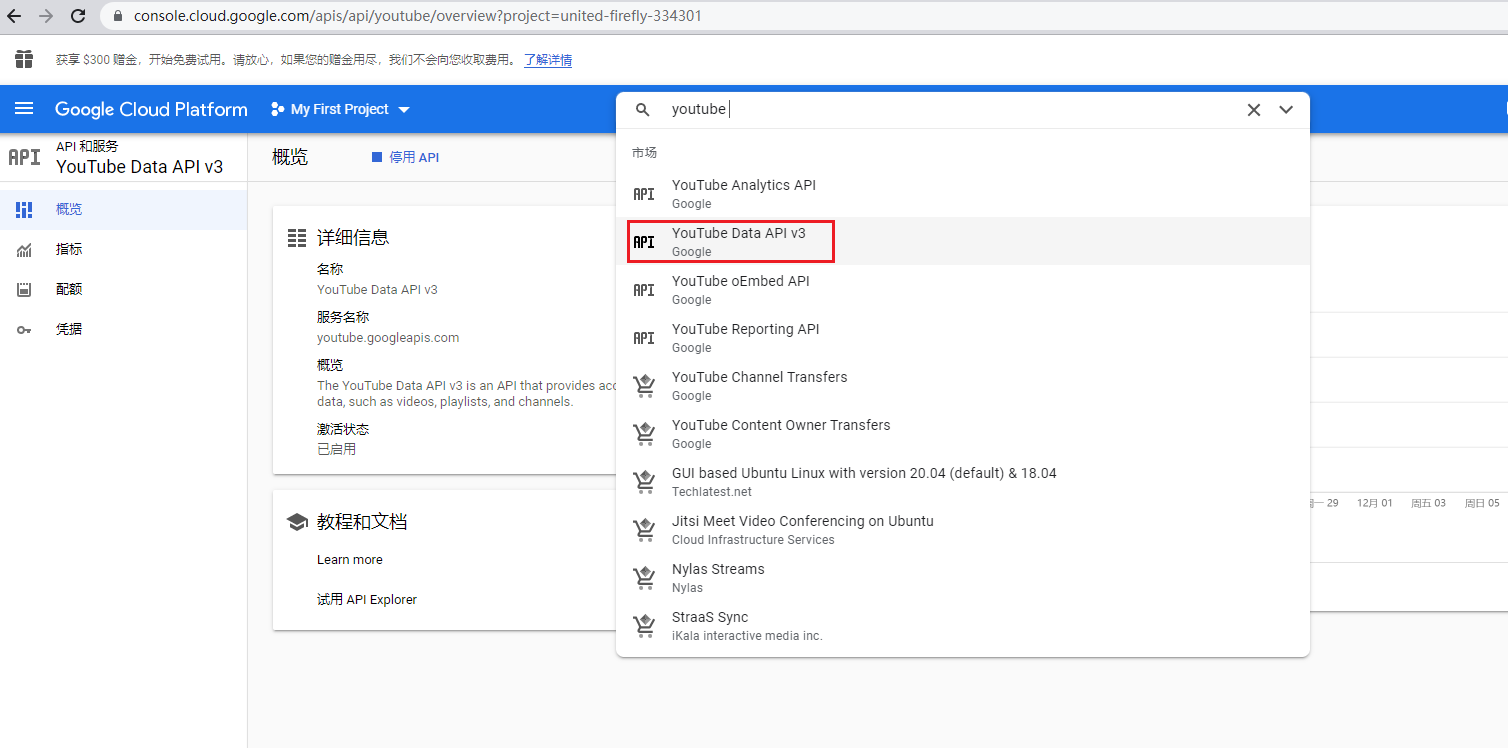 console.cloud.google.com/apis/api/youtube/overview?project=united-firefly-334301
获享 $300 赠金，开始免费试用。请放心，如果您的赠金用尽，我们不会向您收取费用。 了解详情
Google Cloud Platform
My First Project
youtube
API
API 和服务
YouTube Data API v3
概览
停用 API
概览
指标
配额
凭据
详细信息
名称
YouTube Data API v3
服务名称
youtube.googleapis.com
概览
The YouTube Data API v3 is an API that provides
data, such as videos, playlists, and channels.
激活状态
已启用
教程和文档
Learn more
试用 API Explorer
市场
API
YouTube Analytics API
Google
API
YouTube Data API v3
Google
API
YouTube oEmbed API
Google
API
YouTube Reporting API
Google
YouTube Channel Transfers
Google
YouTube Content Owner Transfers
Google
GUI based Ubuntu Linux with version 20.04 (default) & 18.04
Techlatest.net
Jitsi Meet Video Conferencing on Ubuntu
Cloud Infrastructure Services
Nylas Streams
Nylas
StraaS Sync
iKala interactive media inc.
29 12月 01 周五 03 周日 05